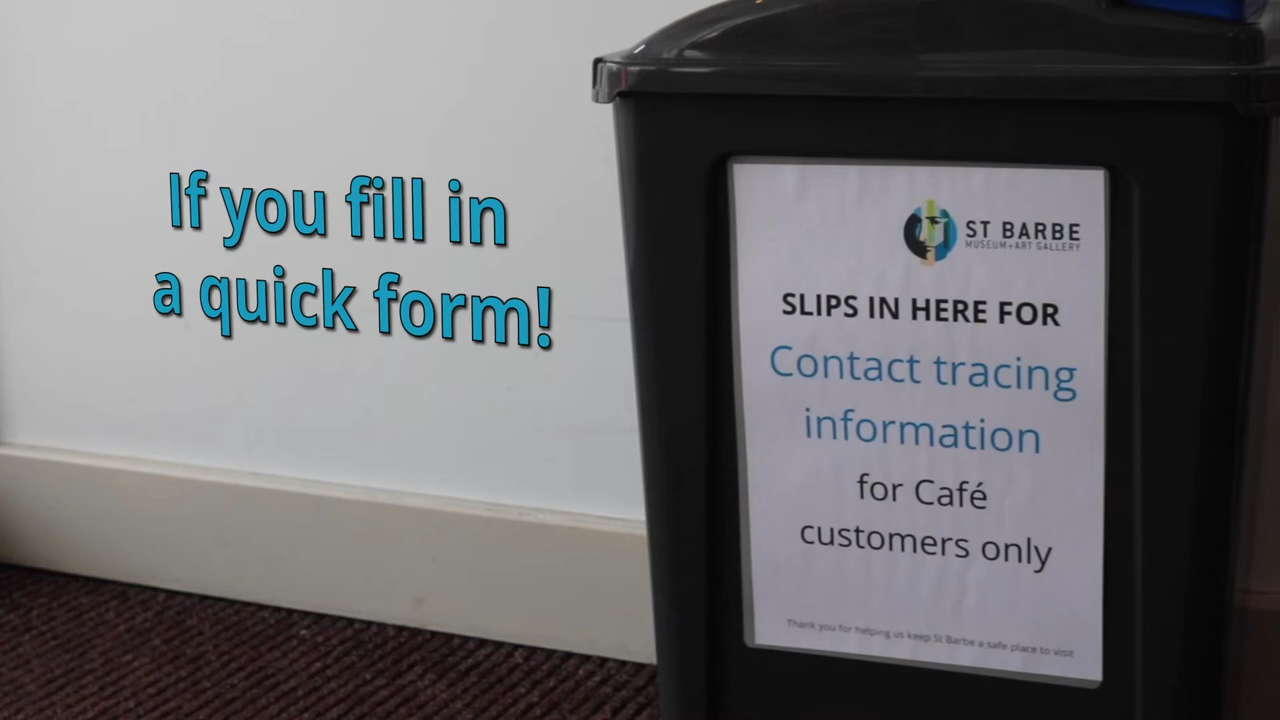 If you fill in
a quick form!
ST BARBE
MUSEUM+ART GALLERY
SLIPS IN HERE FOR
Contact tracing
information
for Café
customers only
Thank you for helping us keep St Barbe a safe place to visit